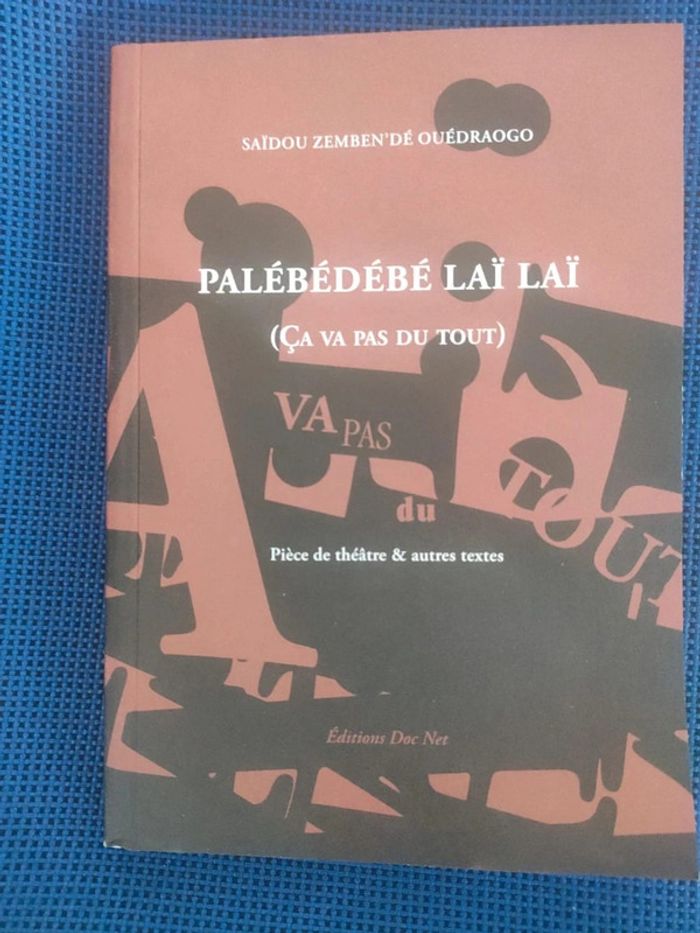 SAÏDOU ZEMBEN'DÉ OUÉDRAOGO
PALÉBÉDÉBÉ LAÏ LAÏ
(ÇA VA PAS DU TOUT)
VA PAS
du
TOUT
Pièce de théâtre & autres textes
Éditions Doc Net